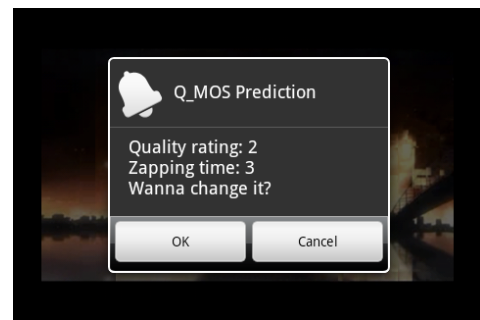 Q_MOS Prediction
Quality rating: 2
Zapping time: 3
Wanna change it?
OK
Cancel